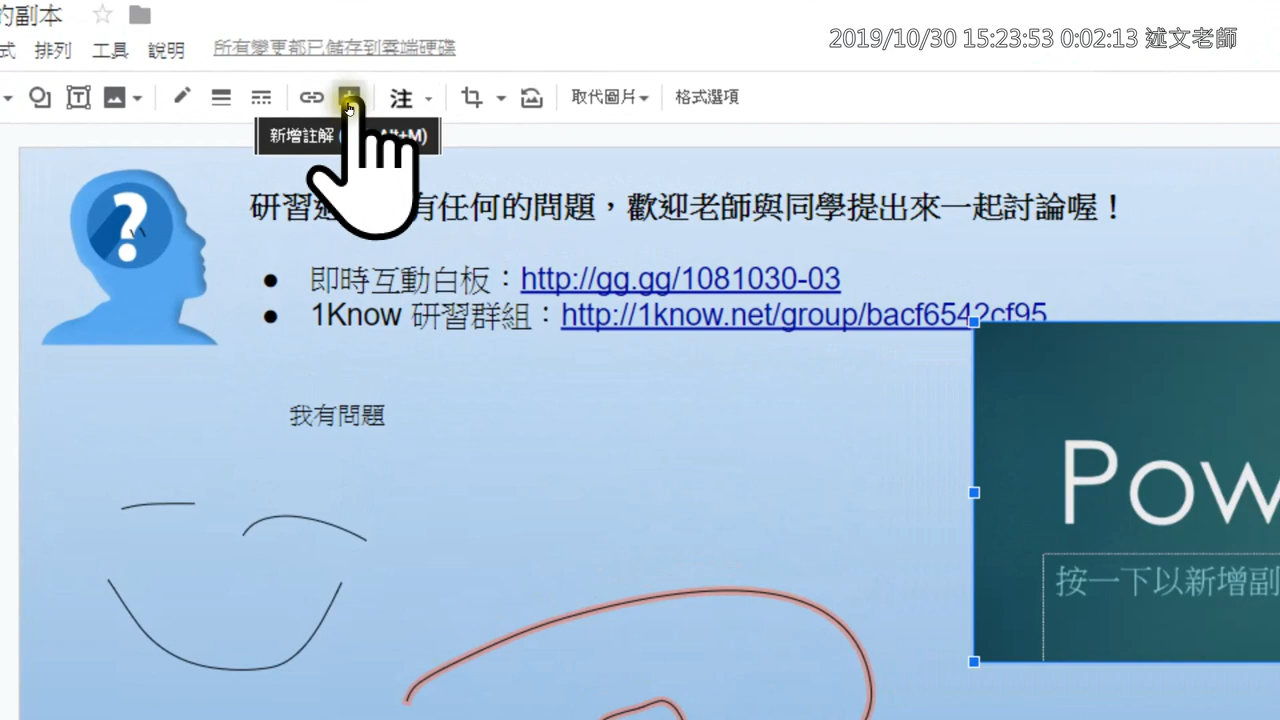 的副本
2019/10/30 15:23:53 0:02:13 述文老師
式 排列 工具 說明 所有變更都已儲存到雲端硬碟
注 取代圖片 格式選項
新增註解 Alt+M)
研習 有任何的問題，歡迎老師與同學提出來一起討論喔！
● 即時互動白板：http://gg.gg/1081030-03
● 1Know 研習群組：http://1know.net/group/bacf6542cf95
我有問題
Pow
按一下以新增副